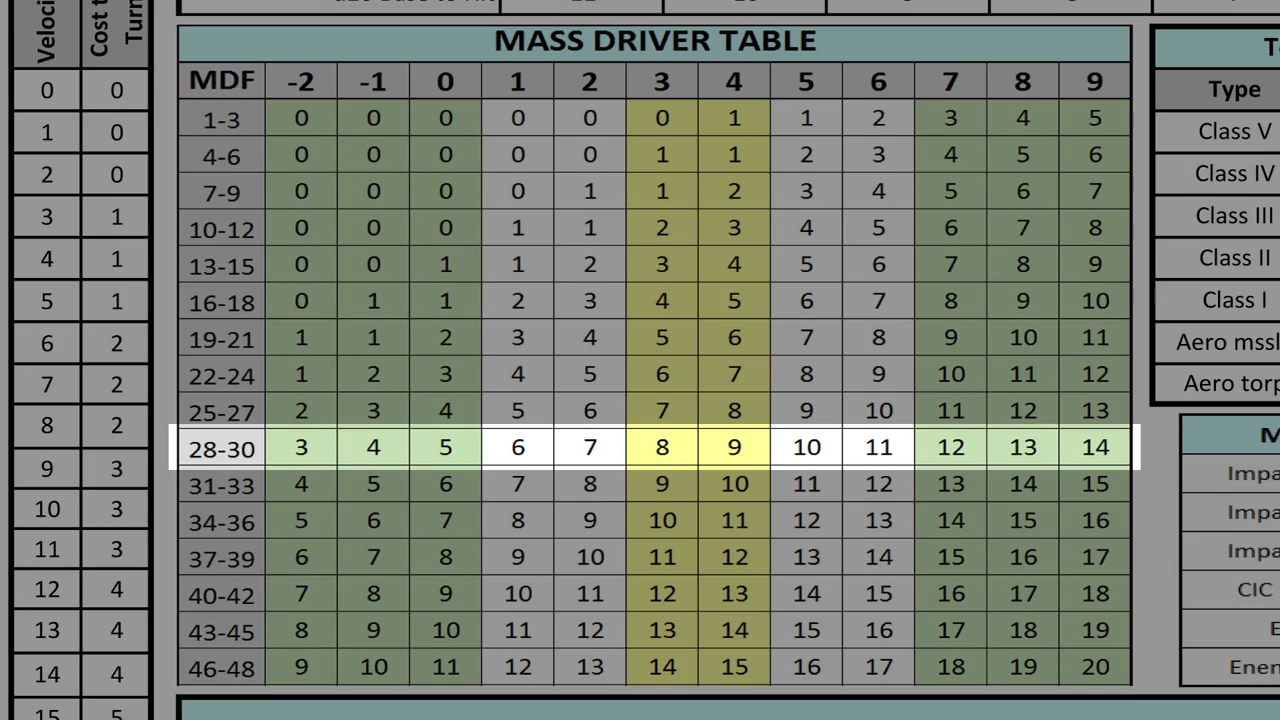 Veloci
Cost t
Turn
0 0
1 0
2 0
3 1
4 1
5 1
6 2
7 2
8 2
9 3
10 3
11 3
12 4
13 4
14 4
15 5
MASS DRIVER TABLE
MDF -2 -1 0 1 2 3 4 5 6 7 8 9
1-3 0 0 0 0 0 0 1 1 2 3 4 5
4-6 0 0 0 0 0 1 1 2 3 4 5 6
7-9 0 0 0 0 1 1 2 3 4 5 6 7
10-12 0 0 0 1 1 2 3 4 5 6 7 8
13-15 0 0 1 1 2 3 4 5 6 7 8 9
16-18 0 1 1 2 3 4 5 6 7 8 9 10
19-21 1 1 2 3 4 5 6 7 8 9 10 11
22-24 1 2 3 4 5 6 7 8 9 10 11 12
25-27 2 3 4 5 6 7 8 9 10 11 12 13
28-30 3 4 5 6 7 8 9 10 11 12 13 14
31-33 4 5 6 7 8 9 10 11 12 13 14 15
34-36 5 6 7 8 9 10 11 12 13 14 15 16
37-39 6 7 8 9 10 11 12 13 14 15 16 17
40-42 7 8 9 10 11 12 13 14 15 16 17 18
43-45 8 9 10 11 12 13 14 15 16 17 18 19
46-48 9 10 11 12 13 14 15 16 17 18 19 20
Type
Class V
Class IV
Class III
Class II
Class I
Aero mssl
Aero torp
M
Impa
Impa
Impa
CIC
E
Ener